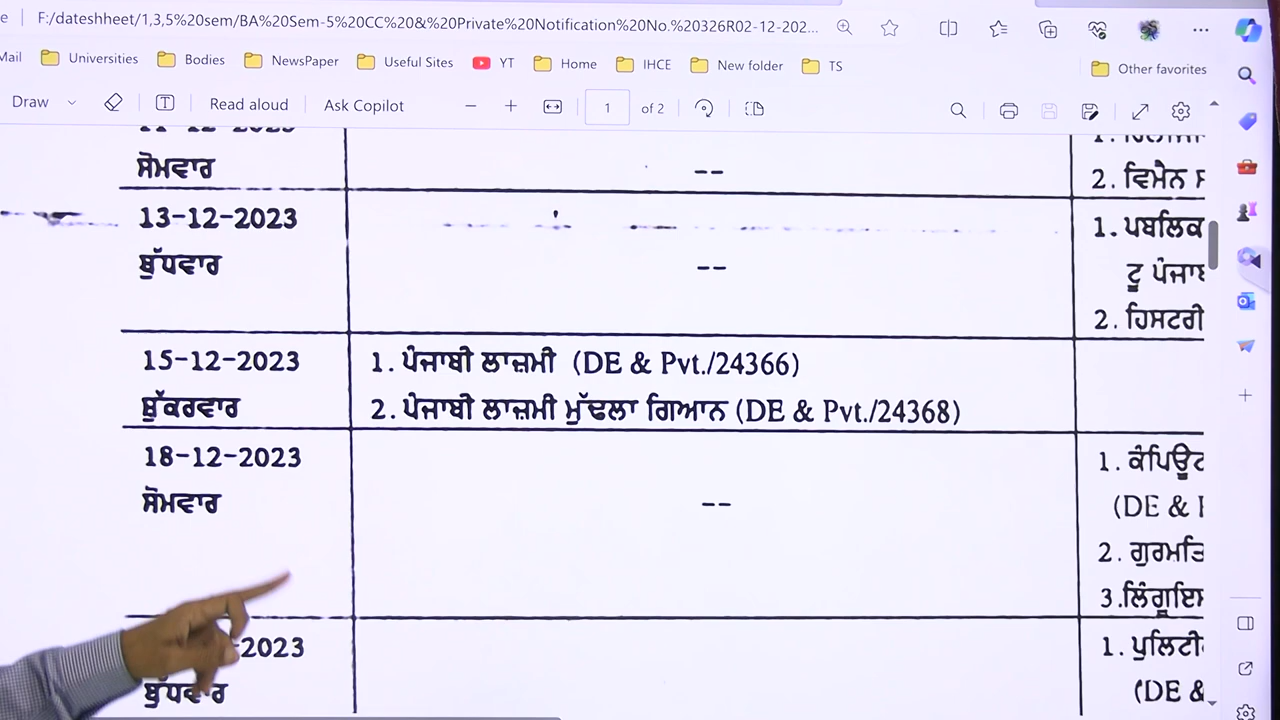 F:/dateshheet/1,3,5%20sem/BA%20Sem-5%20CC%20&%20Private%20Notification%20No.%20326R02-12-202...
Mail Universities Bodies NewsPaper Useful Sites YT Home IHCE New folder TS Other favorites
Draw Read aloud Ask Copilot 1 of 2
11-12-2023
ਸੋਮਵਾਰ -- 2. ਵਿਮੈਨ
13-12-2023 1. ਪਬਲਿਕ
ਬੁੱਧਵਾਰ -- ਟੂ
2. ਹਿਸਟਰੀ
15-12-2023 1. ਪੰਜਾਬੀ ਲਾਜ਼ਮੀ (DE & Pvt./24366)
ਸ਼ੁੱਕਰਵਾਰ 2. ਪੰਜਾਬੀ ਲਾਜ਼ਮੀ ਮੁੱਢਲਾ ਗਿਆਨ (DE & Pvt./24368)
18-12-2023 1.
ਸੋਮਵਾਰ -- (DE &
2. ਗੁਰਮਤਿ
3.
-2023 1.
ਬੁੱਧਵਾਰ (DE &